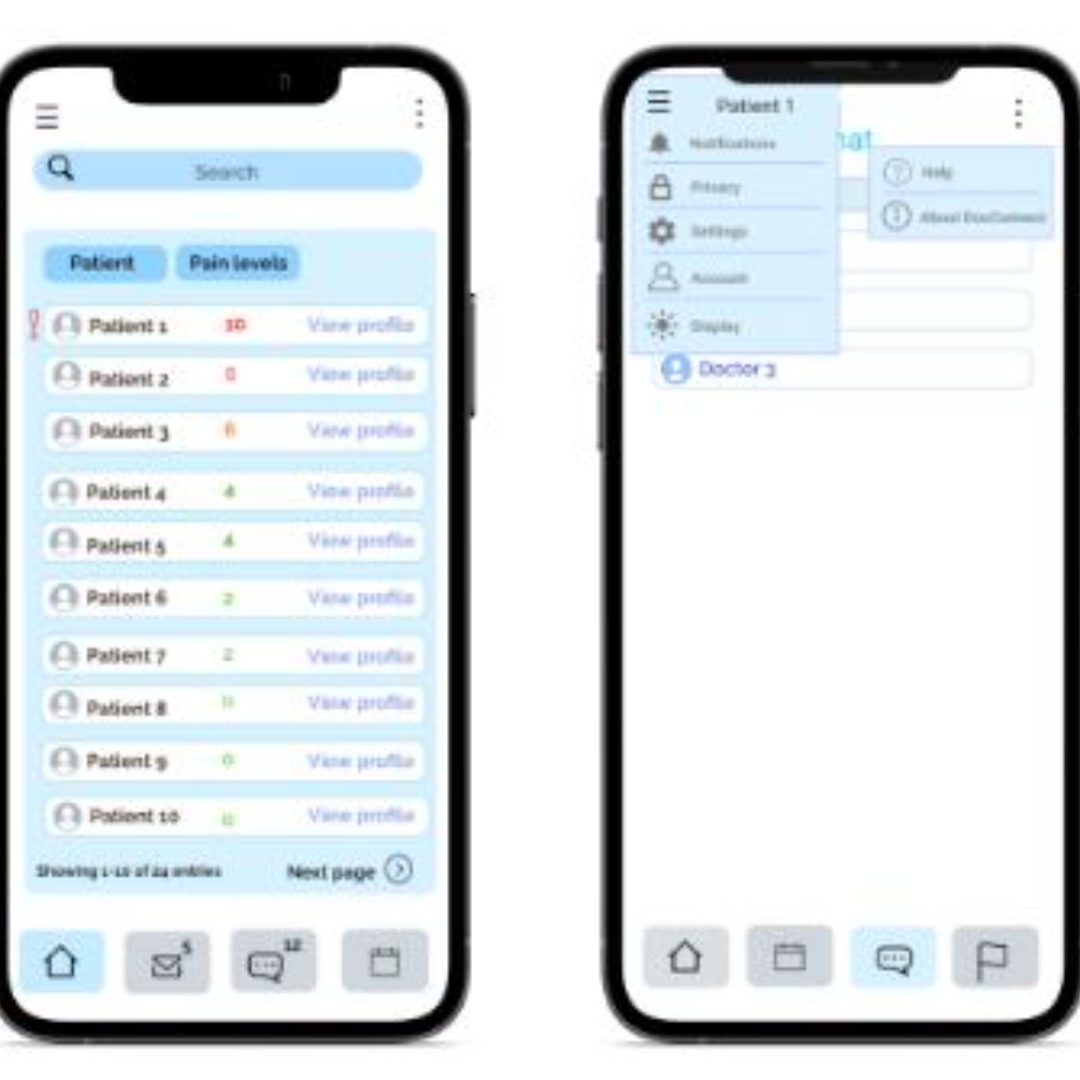 Search
Patient Pain levels
Patient 1 10 View profile
Patient 2 View profile
Patient 3 6 View profile
Patient 4 4 View profile
Patient 5 4 View profile
Patient 6 2 View profile
Patient 7 2 View profile
Patient 8 0 View profile
Patient 9 0 View profile
Patient 10 0 View profile
Showing 1-10 of 24 entries Next page
5 12
Patient 1
Notifications
Privacy
Settings
Account
Display
hat
Help
About DocConnect
Doctor 3